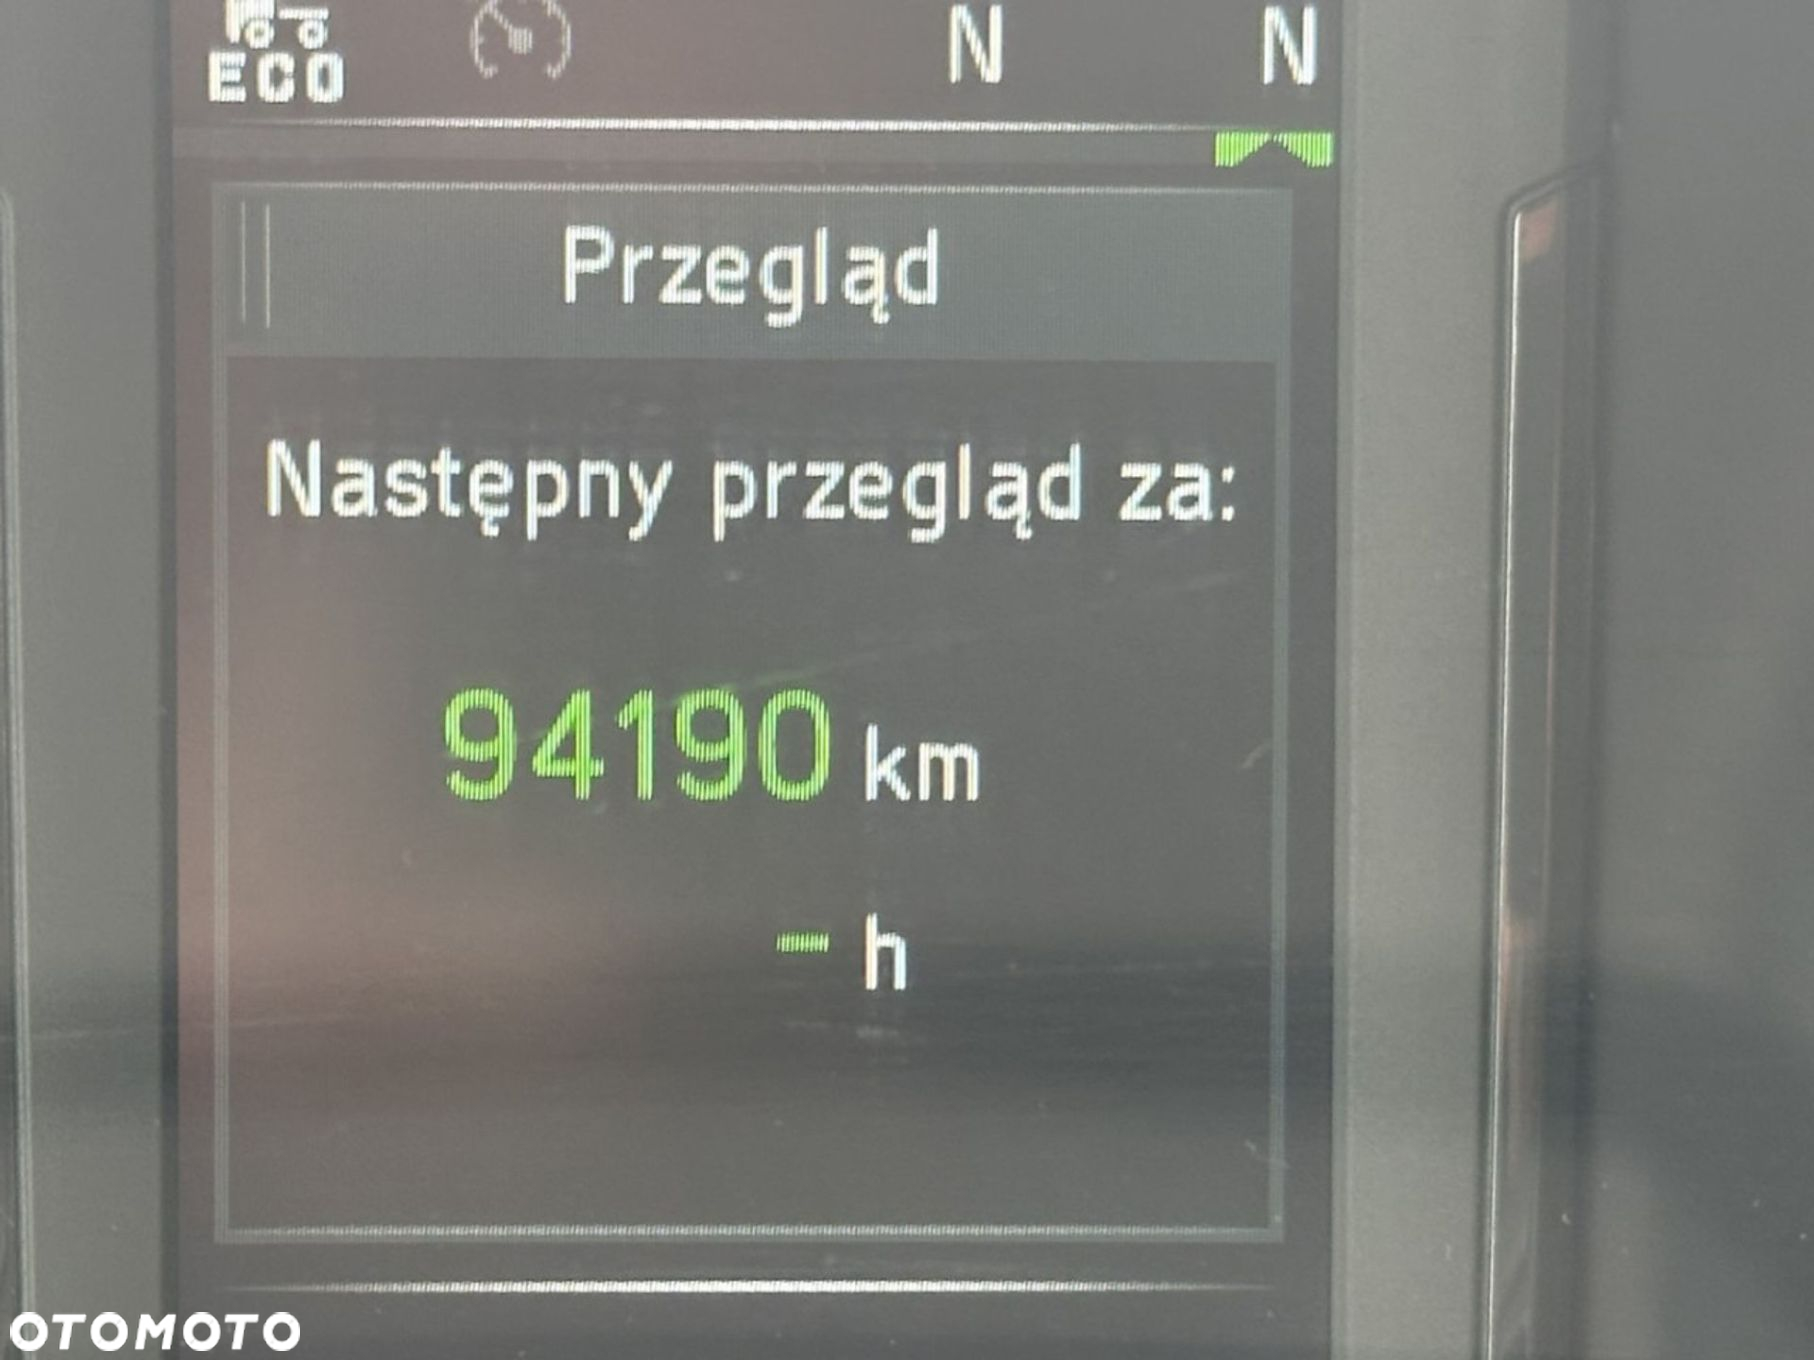 ECO N N
Przegląd
Następny przegląd za:
94190 km
- h
OTOMOTO